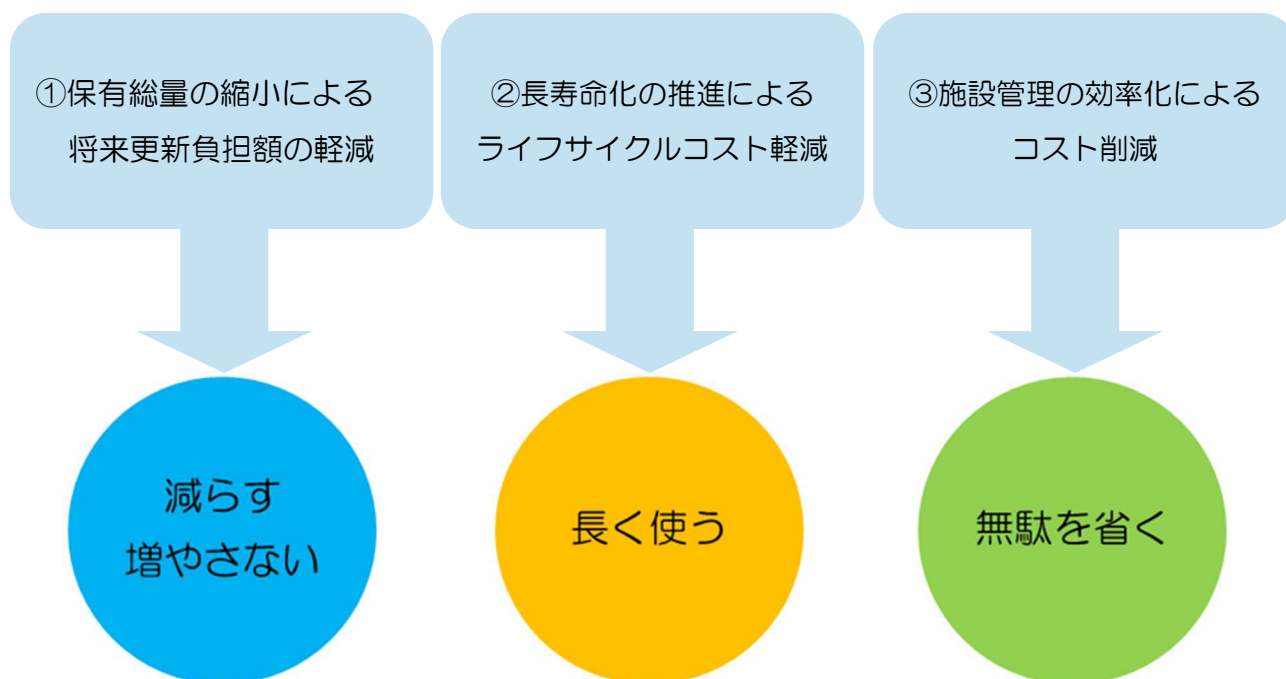 ①保有総量の縮小による
将来更新負担額の軽減
②長寿命化の推進による
ライフサイクルコスト軽減
③施設管理の効率化による
コスト削減
減らす
増やさない
長く使う
無駄を省く